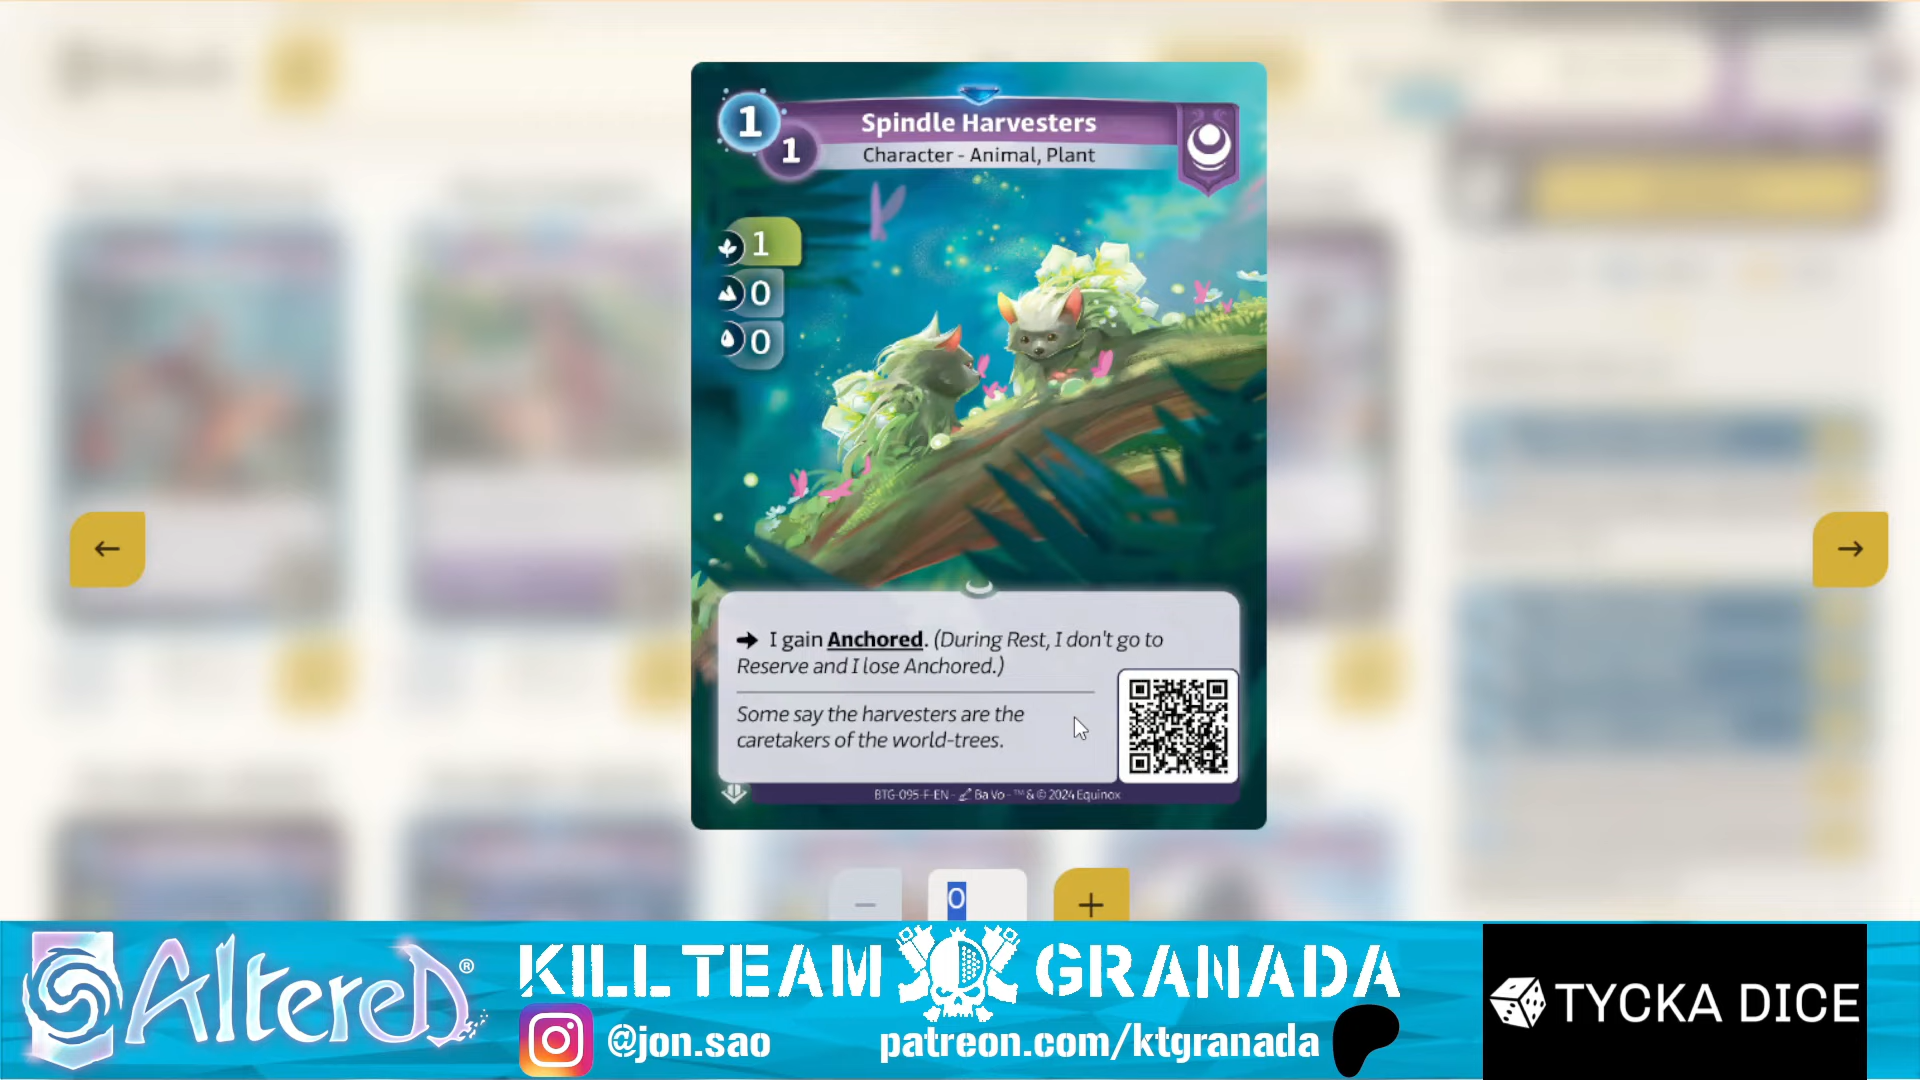 1
1
Spindle Harvesters
Character - Animal, Plant
1
0
0
I gain Anchored. (During Rest, I don't go to
Reserve and I lose Anchored.)
Some say the harvesters are the
caretakers of the world-trees.
BTG-095-F-EN - Ba Vo - ™ & © 2024 Equinox
0
Altered®
KILL TEAM GRANADA
@jon.sao
patreon.com/ktgranada
TYCKA DICE